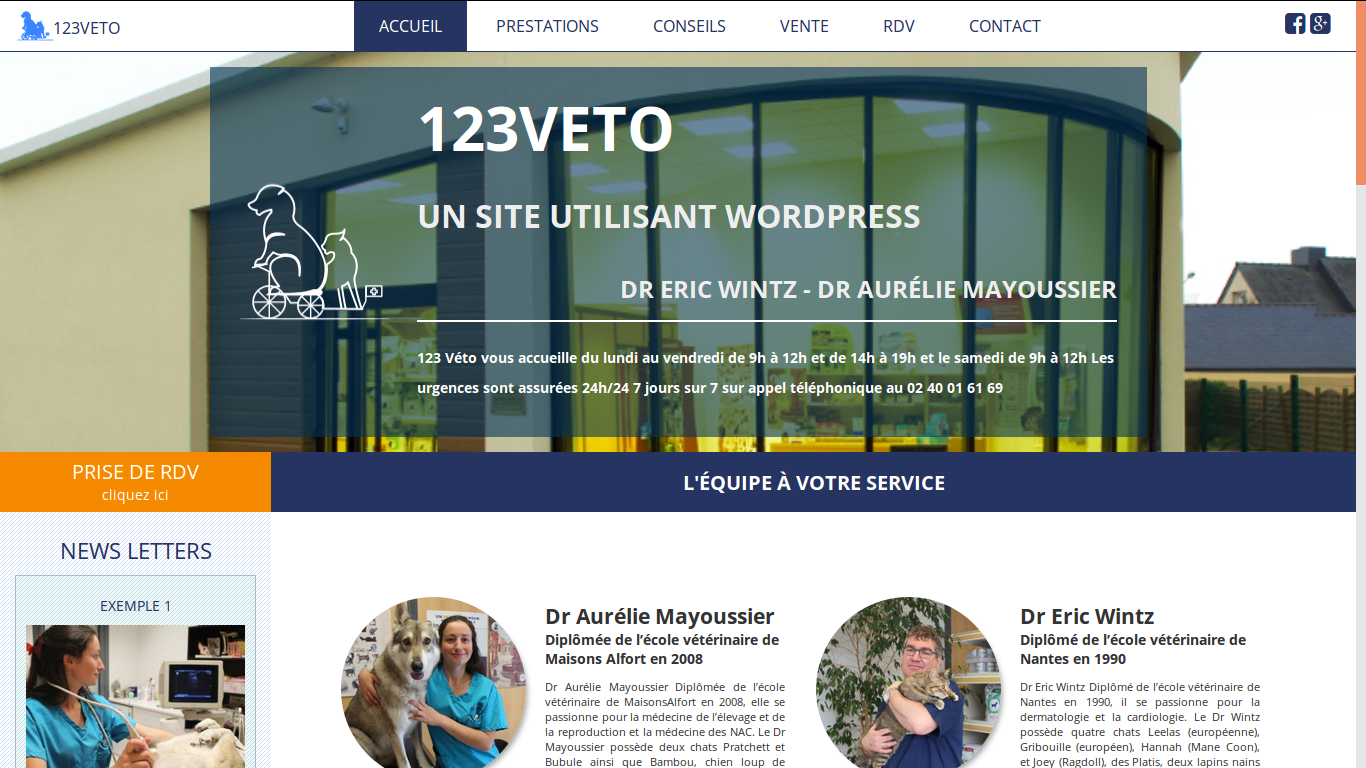 123VETO
ACCUEIL
PRESTATIONS
CONSEILS
VENTE
RDV
CONTACT
123VETO
UN SITE UTILISANT WORDPRESS
DR ERIC WINTZ - DR AURÉLIE MAYOUSSIER
123 Véto vous accueille du lundi au vendredi de 9h à 12h et de 14h à 19h et le samedi de 9h à 12h Les
urgences sont assurées 24h/24 7 jours sur 7 sur appel téléphonique au 02 40 01 61 69
PRISE DE RDV
cliquez ici
L'ÉQUIPE À VOTRE SERVICE
NEWS LETTERS
EXEMPLE 1
Dr Aurélie Mayoussier
Diplômée de l’école vétérinaire de
Maisons Alfort en 2008
Dr Aurélie Mayoussier Diplômée de l’école
vétérinaire de MaisonsAlfort en 2008, elle se
passionne pour la médecine de l’élevage et de
la reproduction et la médecine des NAC. Le Dr
Mayoussier possède deux chats Pratchett et
Bubule ainsi que Bambou, chien loup de
Dr Eric Wintz
Diplômé de l’école vétérinaire de
Nantes en 1990
Dr Eric Wintz Diplômé de l’école vétérinaire de
Nantes en 1990, il se passionne pour la
dermatologie et la cardiologie. Le Dr Wintz
possède quatre chats Leelas (européenne),
Gribouille (européen), Hannah (Mane Coon),
et Joey (Ragdoll), des Platis, deux lapins nains